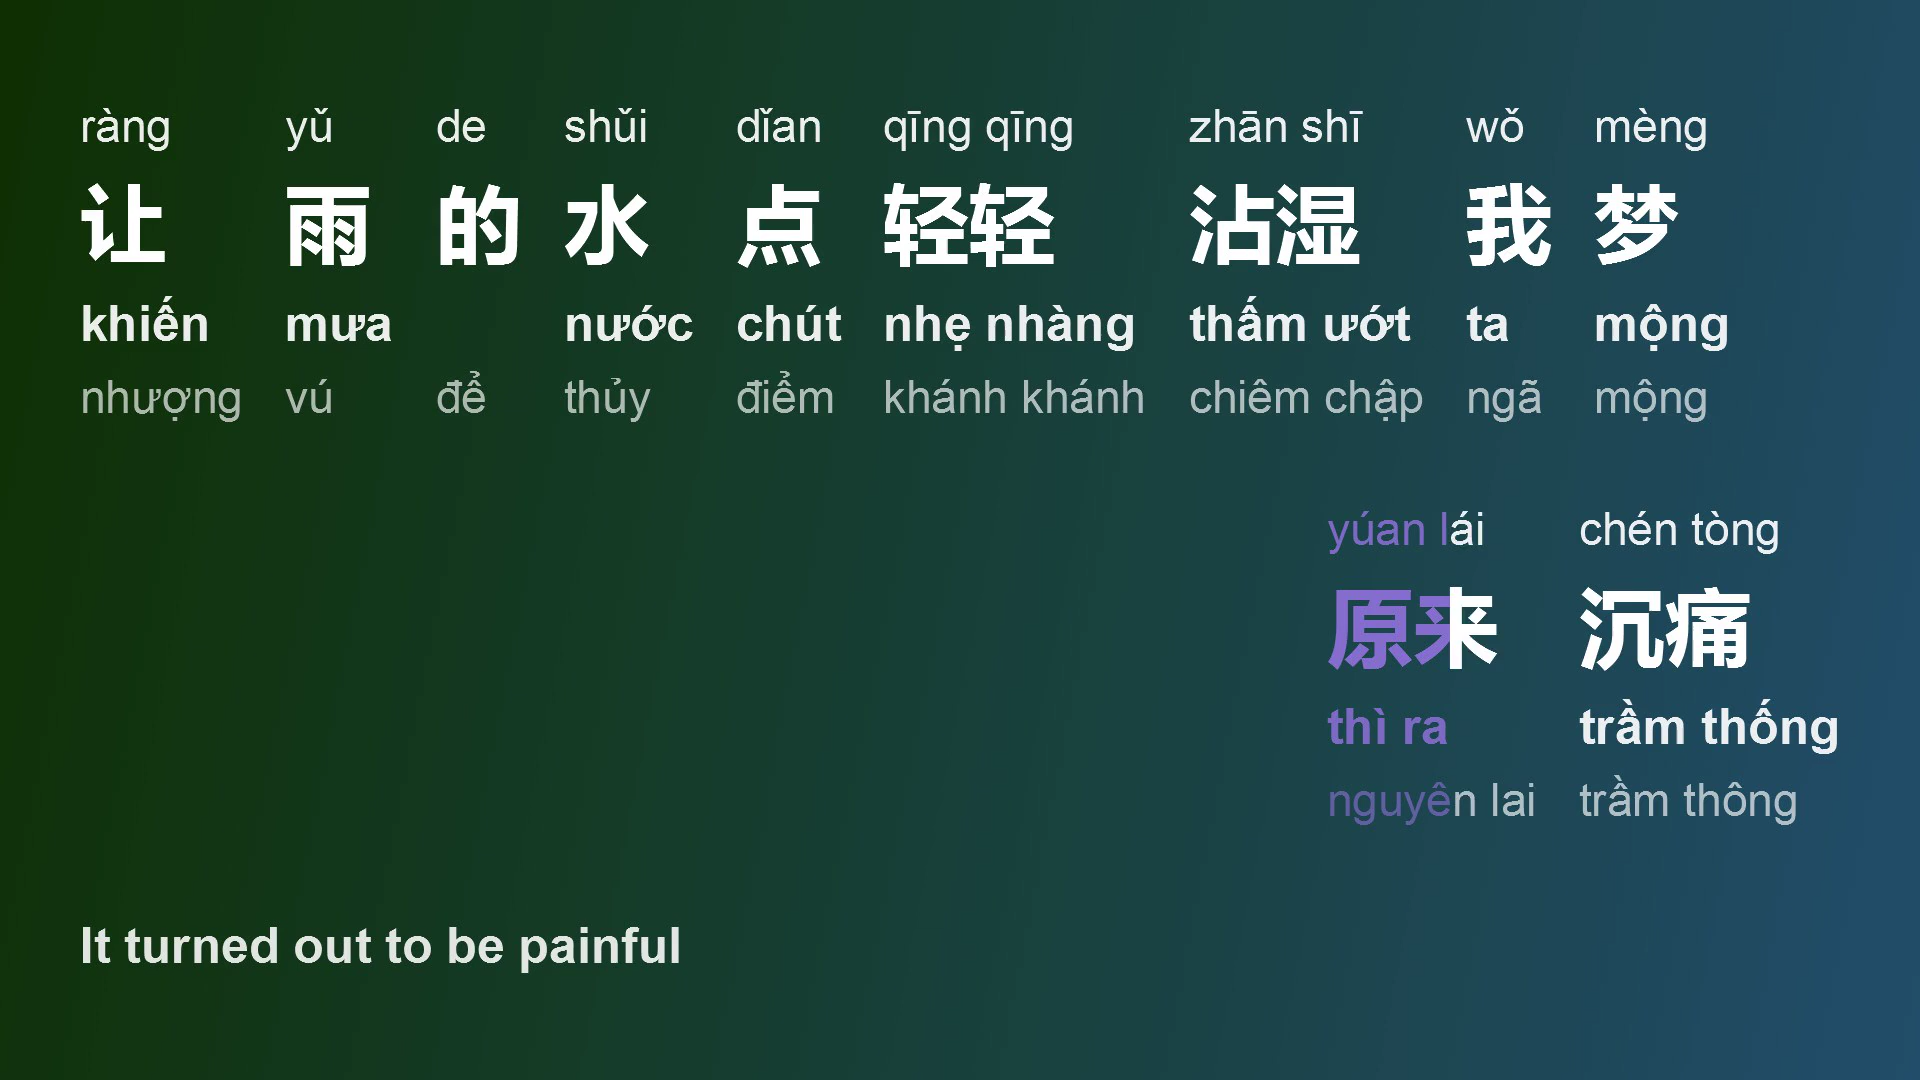 ràng yǔ de shǔi dǐan qīng qīng zhān shī wǒ mèng
让 雨 的 水 点 轻轻 沾湿 我 梦
khiến mưa nước chút nhẹ nhàng thấm ướt ta mộng
nhượng vú để thủy điểm khánh khánh chiêm chập ngã mộng
yúan lái chén tòng
原来 沉痛
thì ra trầm thống
nguyên lai trầm thông
It turned out to be painful